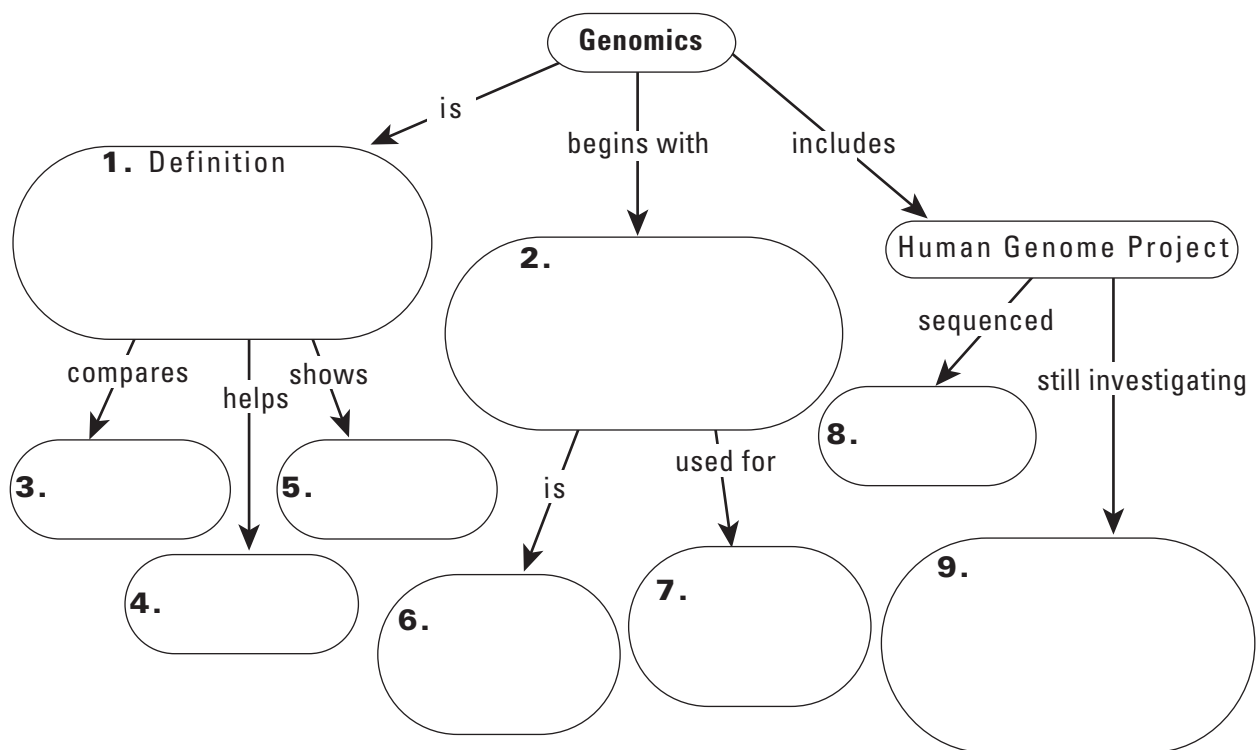 Genomics
is
begins with
includes
1. Definition
2.
Human Genome Project
compares
helps
shows
sequenced
still investigating
3.
5.
4.
is
used for
8.
6.
7.
9.